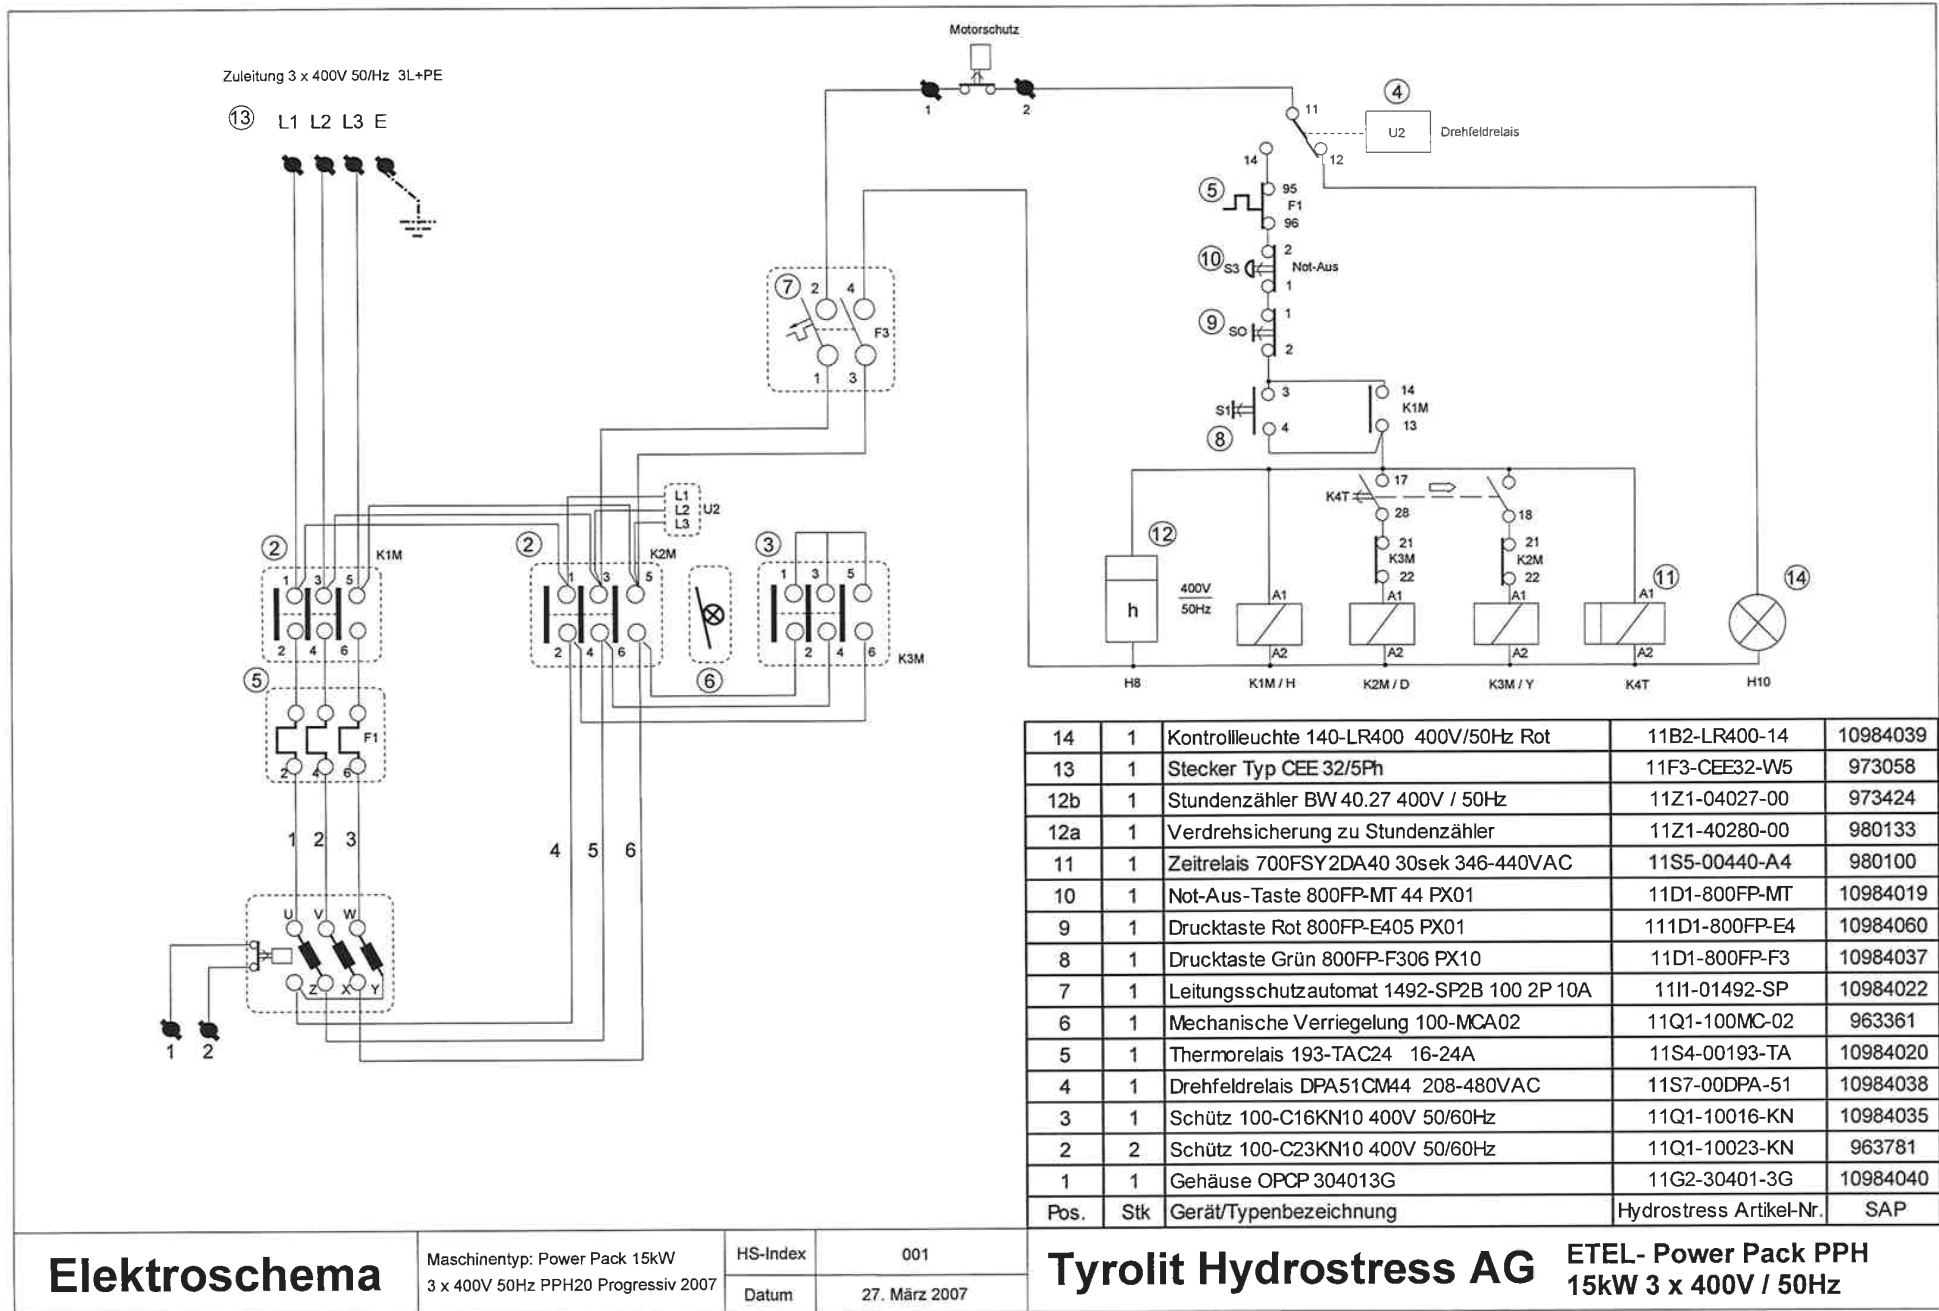 Motorschutz
Zuleitung 3 x 400V 50/Hz 3L+PE
13 L1 L2 L3 E
1 2
11
4
U2 Drehfeldrelais
14 12
5 95
F1
96
10 S3 2 Not-Aus
1
9 SO 1
2
7 2 4
F3
1 3
S1 3 14
K1M
4 13
8
L1
L2 U2
L3
K4T 17
28 18
2 K1M
1 3 5
2 4 6
2 K2M
1 3 5
2 4 6
3
1 3 5
2 4 6
K3M
6
12
h
400V
50Hz
21 21
K3M K2M
22 22
11 14
A1 A1 A1 A1
A2 A2 A2 A2
H8 K1M / H K2M / D K3M / Y K4T H10
5
F1
2 4 6
1 2 3 4 5 6
U V W
Z X Y
1 2
14 1 Kontrollleuchte 140-LR400 400V/50Hz Rot 11B2-LR400-14 10984039
13 1 Stecker Typ CEE 32/5Ph 11F3-CEE32-W5 973058
12b 1 Stundenzähler BW 40.27 400V / 50Hz 11Z1-04027-00 973424
12a 1 Verdrehsicherung zu Stundenzähler 11Z1-40280-00 980133
11 1 Zeitrelais 700FSY2DA40 30sek 346-440VAC 11S5-00440-A4 980100
10 1 Not-Aus-Taste 800FP-MT 44 PX01 11D1-800FP-MT 10984019
9 1 Drucktaste Rot 800FP-E405 PX01 111D1-800FP-E4 10984060
8 1 Drucktaste Grün 800FP-F306 PX10 11D1-800FP-F3 10984037
7 1 Leitungsschutzautomat 1492-SP2B 100 2P 10A 11I1-01492-SP 10984022
6 1 Mechanische Verriegelung 100-MCA02 11Q1-100MC-02 963361
5 1 Thermorelais 193-TAC24 16-24A 11S4-00193-TA 10984020
4 1 Drehfeldrelais DPA51CM44 208-480VAC 11S7-00DPA-51 10984038
3 1 Schütz 100-C16KN10 400V 50/60Hz 11Q1-10016-KN 10984035
2 2 Schütz 100-C23KN10 400V 50/60Hz 11Q1-10023-KN 963781
1 1 Gehäuse OPCP 304013G 11G2-30401-3G 10984040
Pos. Stk Gerät/Typenbezeichnung Hydrostress Artikel-Nr. SAP
Elektroschema
Maschinentyp: Power Pack 15kW
3 x 400V 50Hz PPH20 Progressiv 2007
HS-Index 001
Datum 27. März 2007
Tyrolit Hydrostress AG
ETEL- Power Pack PPH
15kW 3 x 400V / 50Hz